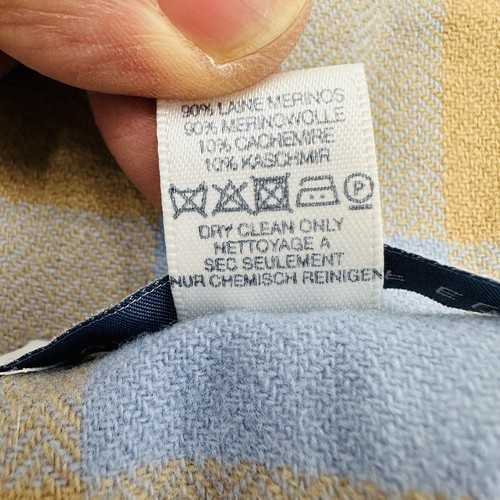 90% LAINE MERINOS
90% MERINOWOLLE
10% CACHEMIRE
10% KASCHMIR
P
DRY CLEAN ONLY
NETTOYAGE A
SEC SEULEMENT
NUR CHEMISCH REINIGEN